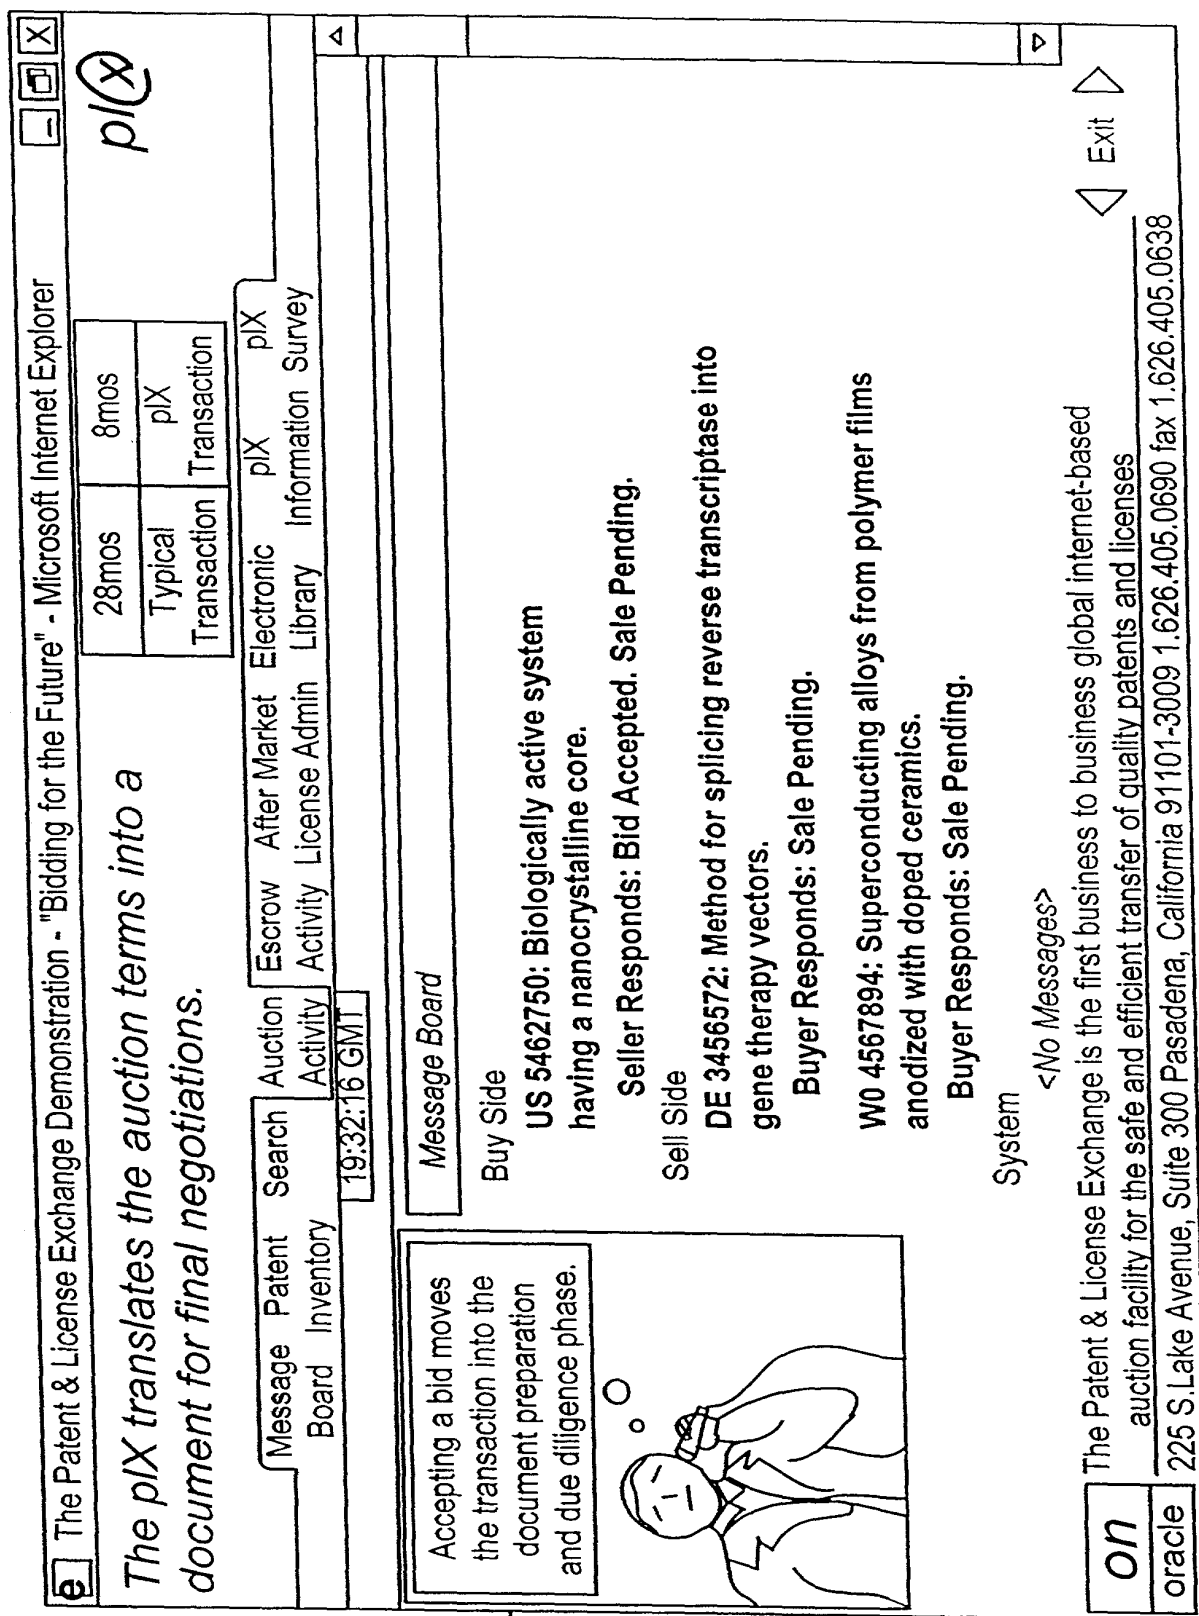 e The Patent & License Exchange Demonstration - "Bidding for the Future" - Microsoft Internet Explorer
X
The plX translates the auction terms into a
document for final negotiations.
28mos 8mos
Typical Transaction
plX Transaction
plx
Message Board
Patent Inventory
Search
Auction Activity
Escrow Activity
After Market License Admin
Electronic Library
plX Information
plX Survey
19:32:16 GMT
Accepting a bid moves
the transaction into the
document preparation
and due diligence phase.
Message Board
Buy Side
US 5462750: Biologically active system
having a nanocrystalline core.
Seller Responds: Bid Accepted. Sale Pending.
Sell Side
DE 3456572: Method for splicing reverse transcriptase into
gene therapy vectors.
Buyer Responds: Sale Pending.
W0 4567894: Superconducting alloys from polymer films
anodized with doped ceramics.
Buyer Responds: Sale Pending.
System
<No Messages>
on
oracle
The Patent & License Exchange is the first business to business global internet-based
auction facility for the safe and efficient transfer of quality patents and licenses
225 S.Lake Avenue, Suite 300 Pasadena, California 91101-3009 1.626.405.0690 fax 1.626.405.0638
Exit